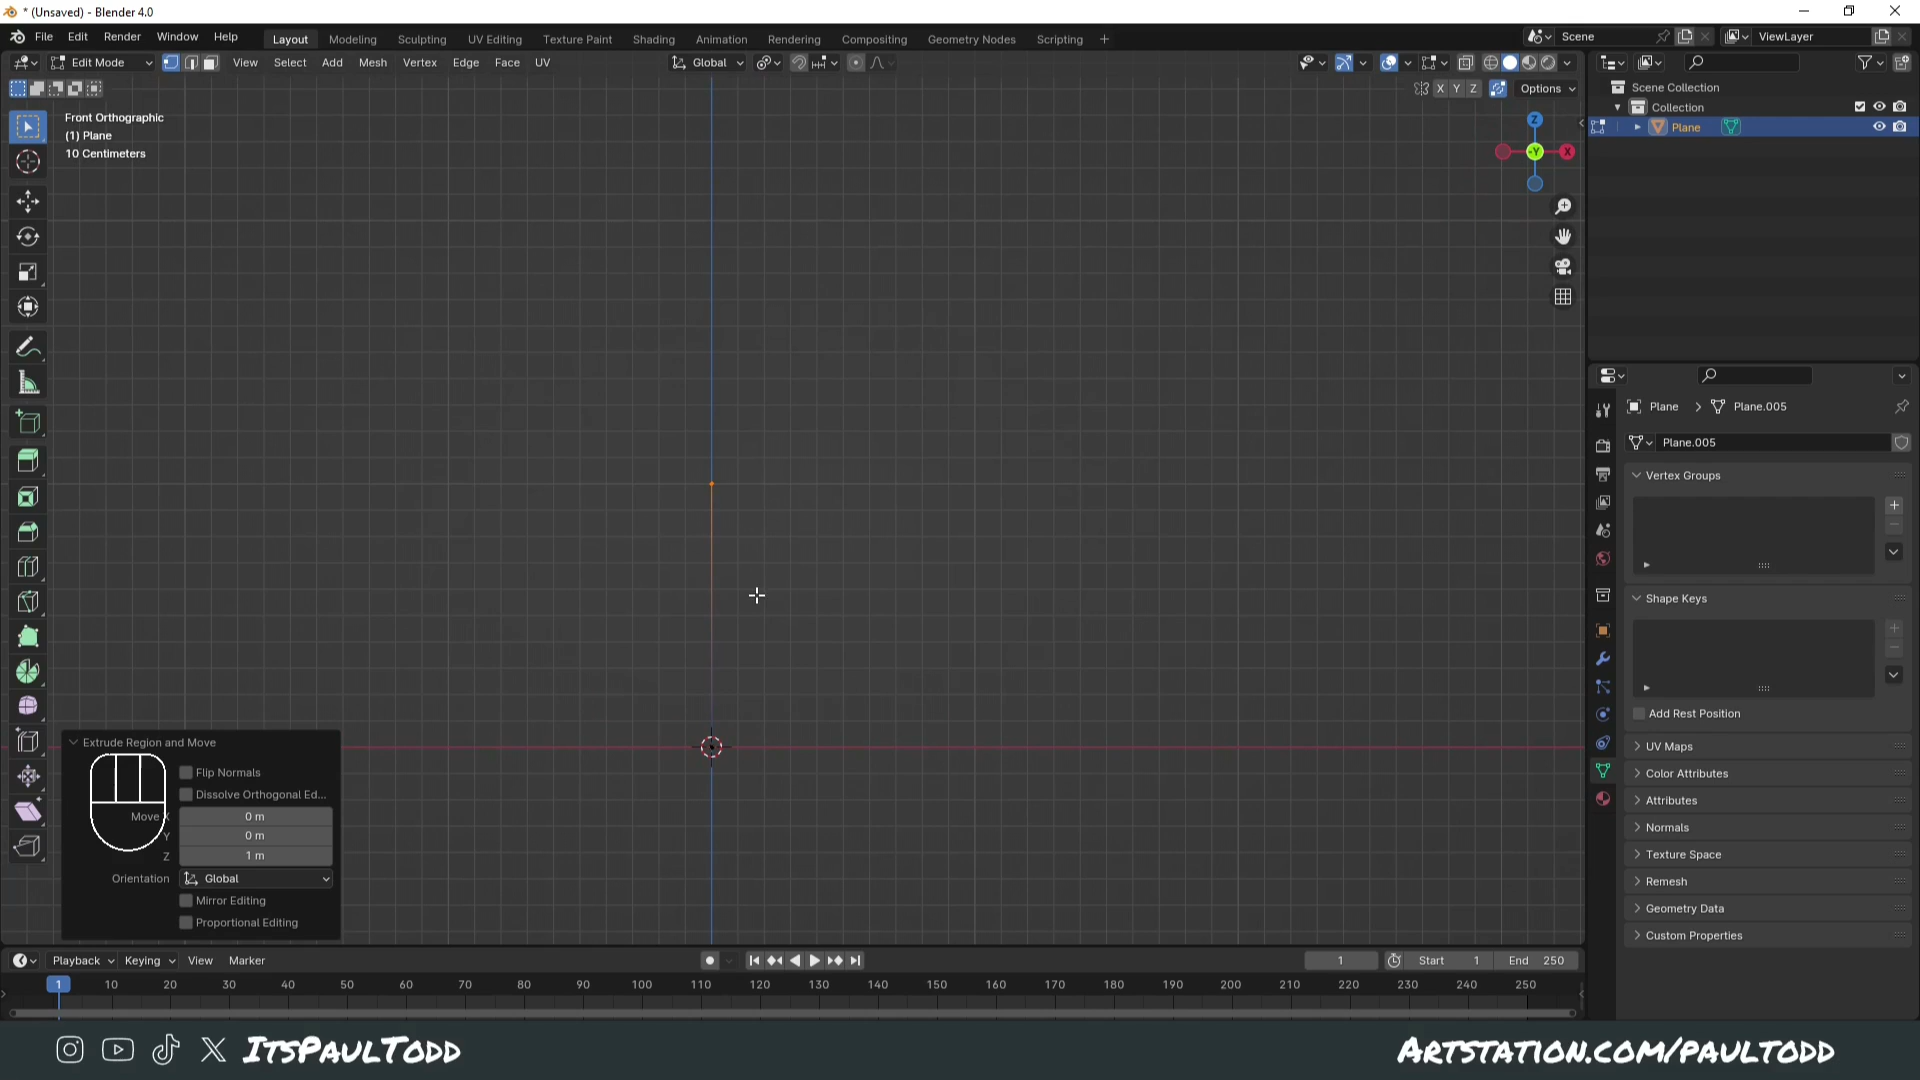 * (Unsaved) - Blender 4.0
File Edit Render Window Help
Layout Modeling Sculpting UV Editing Texture Paint Shading Animation Rendering Compositing Geometry Nodes Scripting +
Scene
ViewLayer
Edit Mode View Select Add Mesh Vertex Edge Face UV
Global
X Y Z Options
Front Orthographic
(1) Plane
10 Centimeters
Z
-Y
X
Scene Collection
Collection
Plane
Plane > Plane.005
Plane.005
Vertex Groups
Shape Keys
Add Rest Position
UV Maps
Color Attributes
Attributes
Normals
Texture Space
Remesh
Geometry Data
Custom Properties
Extrude Region and Move
Flip Normals
Dissolve Orthogonal Ed...
Move X 0 m
Y 0 m
Z 1 m
Orientation Global
Mirror Editing
Proportional Editing
Playback Keying View Marker
1 Start 1 End 250
1 10 20 30 40 50 60 70 80 90 100 110 120 130 140 150 160 170 180 190 200 210 220 230 240 250
ItsPaulTodd
Artstation.com/paultodd